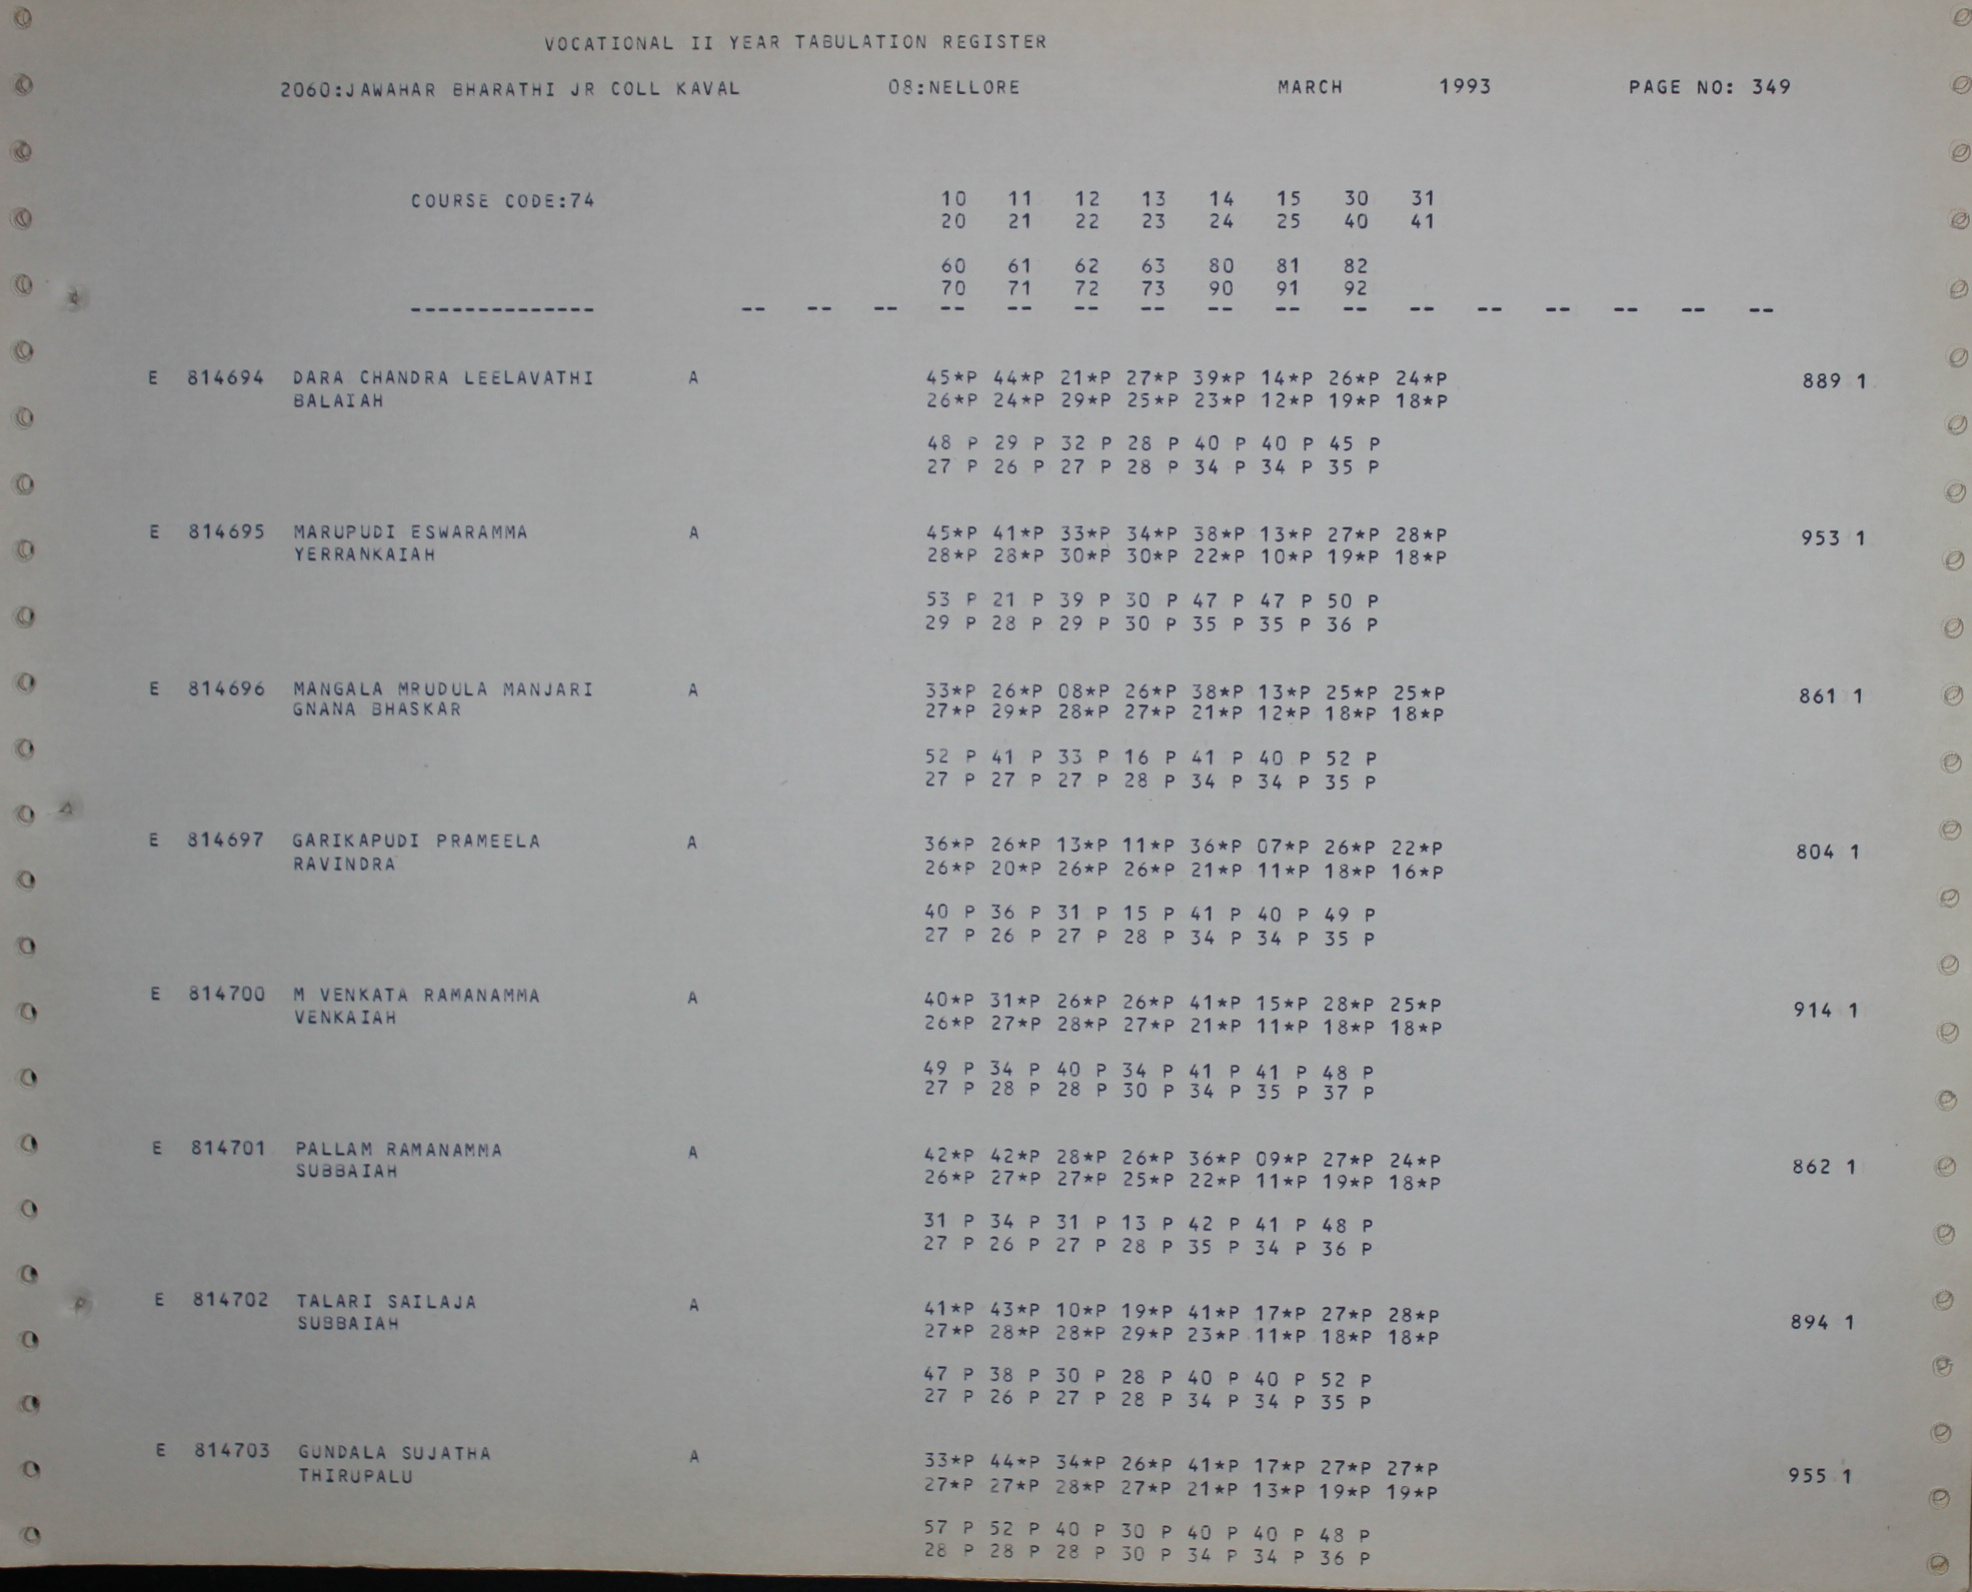 VOCATIONAL II YEAR TABULATION REGISTER
2060:JAWAHAR BHARATHI JR COLL KAVAL 08:NELLORE MARCH 1993 PAGE NO: 349
COURSE CODE:74 10 11 12 13 14 15 30 31
20 21 22 23 24 25 40 41
60 61 62 63 80 81 82
70 71 72 73 90 91 92
-------------- -- -- -- -- -- -- -- -- -- -- -- -- -- -- -- --
E 814694 DARA CHANDRA LEELAVATHI A 45*P 44*P 21*P 27*P 39*P 14*P 26*P 24*P 889 1
BALAIAH 26*P 24*P 29*P 25*P 23*P 12*P 19*P 18*P
48 P 29 P 32 P 28 P 40 P 40 P 45 P
27 P 26 P 27 P 28 P 34 P 34 P 35 P
E 814695 MARUPUDI ESWARAMMA A 45*P 41*P 33*P 34*P 38*P 13*P 27*P 28*P 953 1
YERRANKAIAH 28*P 28*P 30*P 30*P 22*P 10*P 19*P 18*P
53 P 21 P 39 P 30 P 47 P 47 P 50 P
29 P 28 P 29 P 30 P 35 P 35 P 36 P
E 814696 MANGALA MRUDULA MANJARI A 33*P 26*P 08*P 26*P 38*P 13*P 25*P 25*P 861 1
GNANA BHASKAR 27*P 29*P 28*P 27*P 21*P 12*P 18*P 18*P
52 P 41 P 33 P 16 P 41 P 40 P 52 P
27 P 27 P 27 P 28 P 34 P 34 P 35 P
E 814697 GARIKAPUDI PRAMEELA A 36*P 26*P 13*P 11*P 36*P 07*P 26*P 22*P 804 1
RAVINDRA 26*P 20*P 26*P 26*P 21*P 11*P 18*P 16*P
40 P 36 P 31 P 15 P 41 P 40 P 49 P
27 P 26 P 27 P 28 P 34 P 34 P 35 P
E 814700 M VENKATA RAMANAMMA A 40*P 31*P 26*P 26*P 41*P 15*P 28*P 25*P 914 1
VENKAIAH 26*P 27*P 28*P 27*P 21*P 11*P 18*P 18*P
49 P 34 P 40 P 34 P 41 P 41 P 48 P
27 P 28 P 28 P 30 P 34 P 35 P 37 P
E 814701 PALLAM RAMANAMMA A 42*P 42*P 28*P 26*P 36*P 09*P 27*P 24*P 862 1
SUBBAIAH 26*P 27*P 27*P 25*P 22*P 11*P 19*P 18*P
31 P 34 P 31 P 13 P 42 P 41 P 48 P
27 P 26 P 27 P 28 P 35 P 34 P 36 P
E 814702 TALARI SAILAJA A 41*P 43*P 10*P 19*P 41*P 17*P 27*P 28*P 894 1
SUBBAIAH 27*P 28*P 28*P 29*P 23*P 11*P 18*P 18*P
47 P 38 P 30 P 28 P 40 P 40 P 52 P
27 P 26 P 27 P 28 P 34 P 34 P 35 P
E 814703 GUNDALA SUJATHA A 33*P 44*P 34*P 26*P 41*P 17*P 27*P 27*P 955 1
THIRUPALU 27*P 27*P 28*P 27*P 21*P 13*P 19*P 19*P
57 P 52 P 40 P 30 P 40 P 40 P 48 P
28 P 28 P 28 P 30 P 34 P 34 P 36 P